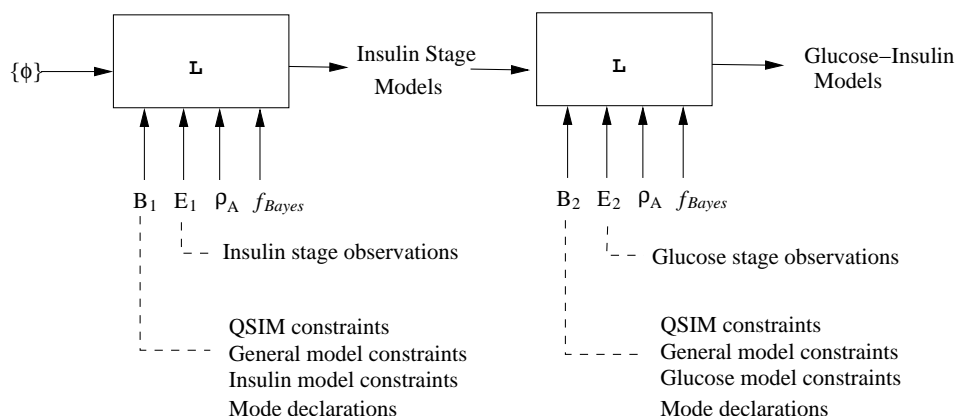 {ϕ}
L
Insulin Stage
Models
L
Glucose−Insulin
Models
B1 E1 ρA fBayes
B2 E2 ρA fBayes
Insulin stage observations
Glucose stage observations
QSIM constraints
General model constraints
Insulin model constraints
Mode declarations
QSIM constraints
General model constraints
Glucose model constraints
Mode declarations